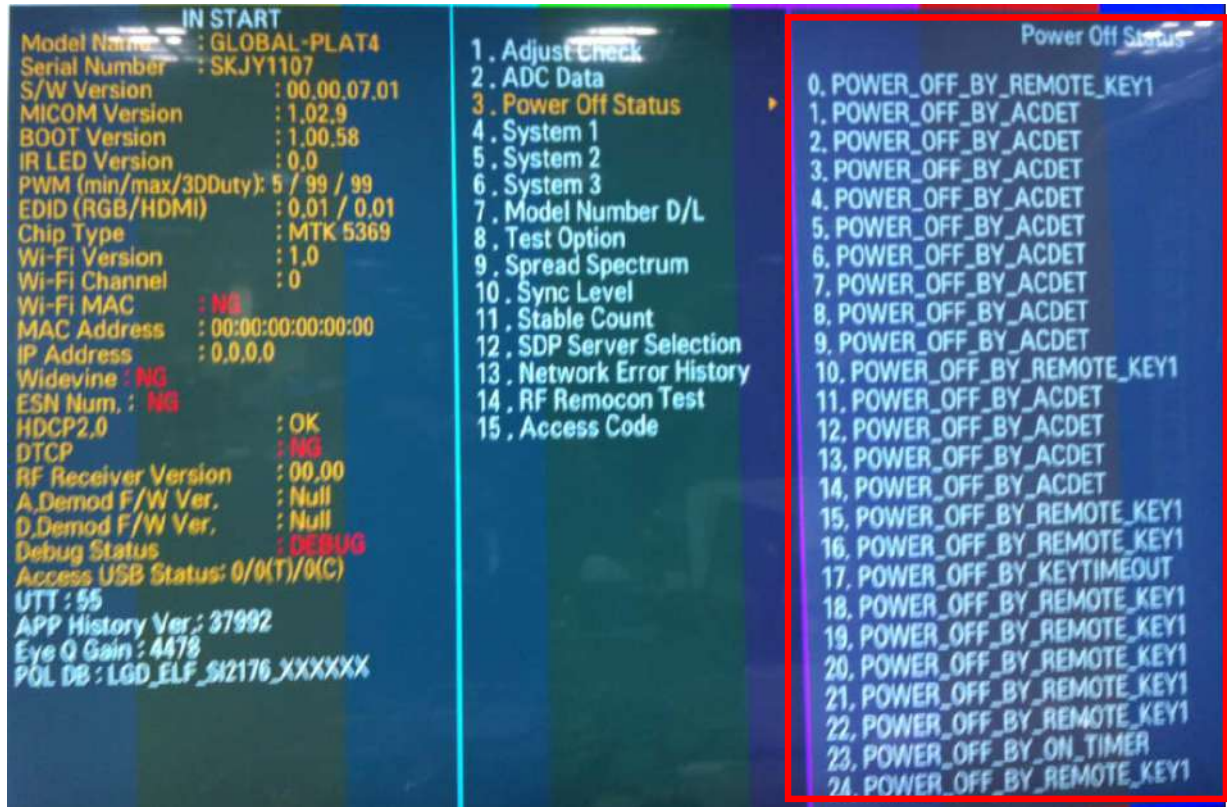 IN START
Model Name : GLOBAL-PLAT4
Serial Number : SKJY1107
S/W Version : 00.00.07.01
MICOM Version : 1.02.9
BOOT Version : 1.00.58
IR LED Version : 0.0
PWM (min/max/3DDuty): 5 / 99 / 99
EDID (RGB/HDMI) : 0.01 / 0.01
Chip Type : MTK 5369
Wi-Fi Version : 1.0
Wi-Fi Channel : 0
Wi-Fi MAC : NG
MAC Address : 00:00:00:00:00:00
IP Address : 0.0.0.0
Widevine : NG
ESN Num. : NG
HDCP2.0 : OK
DTCP : NG
RF Receiver Version : 00.00
A.Demod F/W Ver. : Null
D.Demod F/W Ver. : Null
Debug Status : DEBUG
Access USB Status: 0/0(T)/0(C)
UTT : 55
APP History Ver.: 37992
Eye Q Gain : 4478
POL DB : LGD_ELF_SI2176_XXXXXX
1 . Adjust Check
2 . ADC Data
3 . Power Off Status
4 . System 1
5 . System 2
6 . System 3
7 . Model Number D/L
8 . Test Option
9 . Spread Spectrum
10 . Sync Level
11 . Stable Count
12 . SDP Server Selection
13 . Network Error History
14 . RF Remocon Test
15 . Access Code
Power Off Status
0. POWER_OFF_BY_REMOTE_KEY1
1. POWER_OFF_BY_ACDET
2. POWER_OFF_BY_ACDET
3. POWER_OFF_BY_ACDET
4. POWER_OFF_BY_ACDET
5. POWER_OFF_BY_ACDET
6. POWER_OFF_BY_ACDET
7. POWER_OFF_BY_ACDET
8. POWER_OFF_BY_ACDET
9. POWER_OFF_BY_ACDET
10. POWER_OFF_BY_REMOTE_KEY1
11. POWER_OFF_BY_ACDET
12. POWER_OFF_BY_ACDET
13. POWER_OFF_BY_ACDET
14. POWER_OFF_BY_ACDET
15. POWER_OFF_BY_REMOTE_KEY1
16. POWER_OFF_BY_REMOTE_KEY1
17. POWER_OFF_BY_KEYTIMEOUT
18. POWER_OFF_BY_REMOTE_KEY1
19. POWER_OFF_BY_REMOTE_KEY1
20. POWER_OFF_BY_REMOTE_KEY1
21. POWER_OFF_BY_REMOTE_KEY1
22. POWER_OFF_BY_REMOTE_KEY1
23. POWER_OFF_BY_ON_TIMER
24. POWER_OFF_BY_REMOTE_KEY1